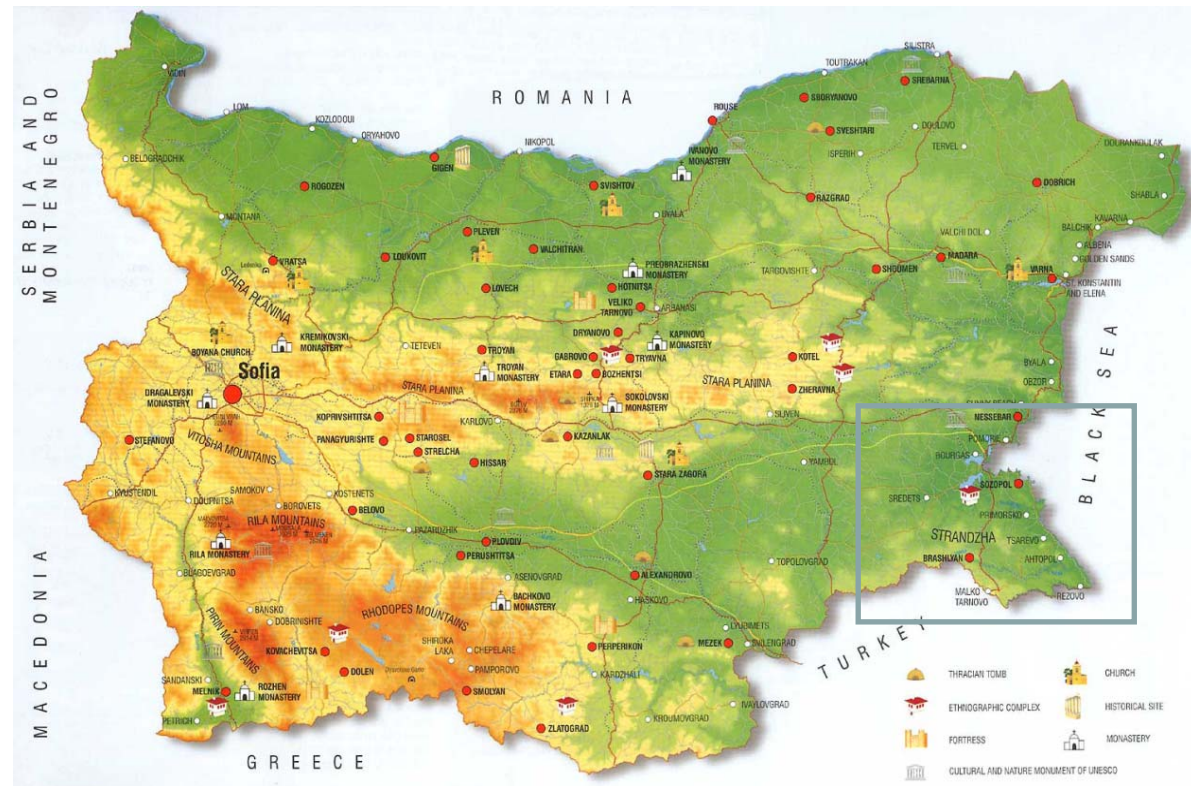 ROMANIA
SERBIA AND
MONTENEGRO
MACEDONIA
GREECE
TURKEY
BLACK SEA
VIDIN
LOM
KOZLODOUI
ORYAHOVO
NIKOPOL
BELOGRADCHIK
GIGEN
ROGOZEN
SVISHTOV
ROUSE
IVANOVO
MONASTERY
TOUTRAKAN
SILISTRA
SREBARNA
SBORYANOVO
SVESHTARI
DOULOVO
ISPERIH
TERVEL
DOURANKOULAK
DOBRICH
SHABLA
RAZGRAD
BYALA
MONTANA
PLEVEN
VALCHITRAN
VRATSA
LOUKOVIT
KAVARNA
BALCHIK
ALBENA
GOLDEN SANDS
VALCHI DOL
MADARA
SHOUMEN
TARGOVISHTE
VARNA
ST. KONSTANTIN
AND ELENA
PREOBRAZHENSKI
MONASTERY
HOTNITSA
LOVECH
VELIKO
TARNOVO
ARBANASI
STARA PLANINA
KREMIKOVSKI
MONASTERY
BOYANA CHURCH
Sofia
TETEVEN
TROYAN
TROYAN
MONASTERY
DRYANOVO
KAPINOVO
MONASTERY
GABROVO
TRYAVNA
ETARA
BOZHENTSI
KOTEL
ZHERAVNA
BYALA
OBZOR
SUNNY BEACH
DRAGALEVSKI
MONASTERY
STARA PLANINA
STARA PLANINA
SOKOLOVSKI
MONASTERY
KOPRIVSHTITSA
KARLOVO
SLIVEN
NESSEBAR
STEFANOVO
VITOSHA MOUNTAINS
PANAGYURISHTE
STAROSEL
STRELCHA
KAZANLAK
POMORIE
BOURGAS
HISSAR
STARA ZAGORA
YAMBOL
SOZOPOL
KYUSTENDIL
DOUPNITSA
SAMOKOV
BOROVETS
KOSTENETS
BELOVO
SREDETS
PRIMORSKO
RILA MOUNTAINS
PAZARDZHIK
STRANDZHA
TSAREVO
RILA MONASTERY
PLOVDIV
PERUSHTITSA
BRASHLYAN
AHTOPOL
BLAGOEVGRAD
ASENOVGRAD
ALEXANDROVO
TOPOLOVGRAD
MALKO
TARNOVO
REZOVO
BANSKO
DOBRINISHTE
RHODOPES MOUNTAINS
BACHKOVO
MONASTERY
HASKOVO
LYUBIMETS
SVILENGRAD
MEZEK
PIRIN MOUNTAINS
KOVACHEVITSA
SHIROKA
LAKA
CHEPELARE
PAMPOROVO
PERPERIKON
KARDZHALI
SANDANSKI
DOLEN
MELNIK
ROZHEN
MONASTERY
SMOLYAN
IVAYLOVGRAD
PETRICH
ZLATOGRAD
KROUMOVGRAD
THRACIAN TOMB
CHURCH
ETHNOGRAPHIC COMPLEX
HISTORICAL SITE
FORTRESS
MONASTERY
CULTURAL AND NATURE MONUMENT OF UNESCO